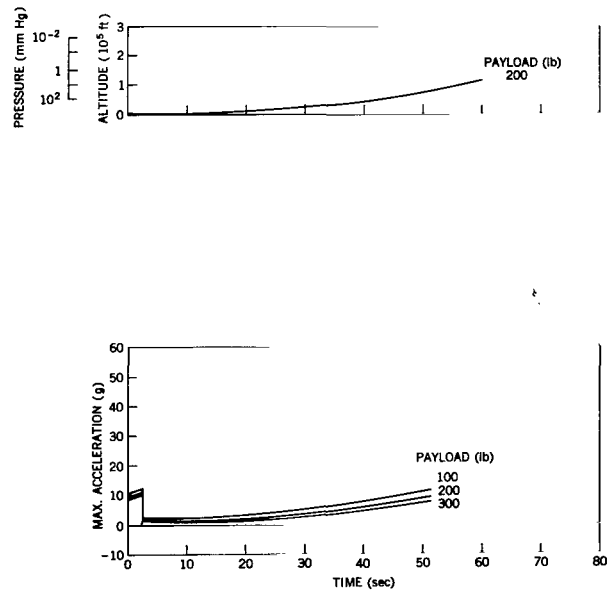 PRESSURE (mm Hg)
10-2
1
10²
ALTITUDE (10⁵ ft)
3
2
1
0
PAYLOAD (lb)
200
MAX. ACCELERATION (g)
60
50
40
30
20
10
0
-10
PAYLOAD (lb)
100
200
300
0 10 20 30 40 50 60 70 80
TIME (sec)